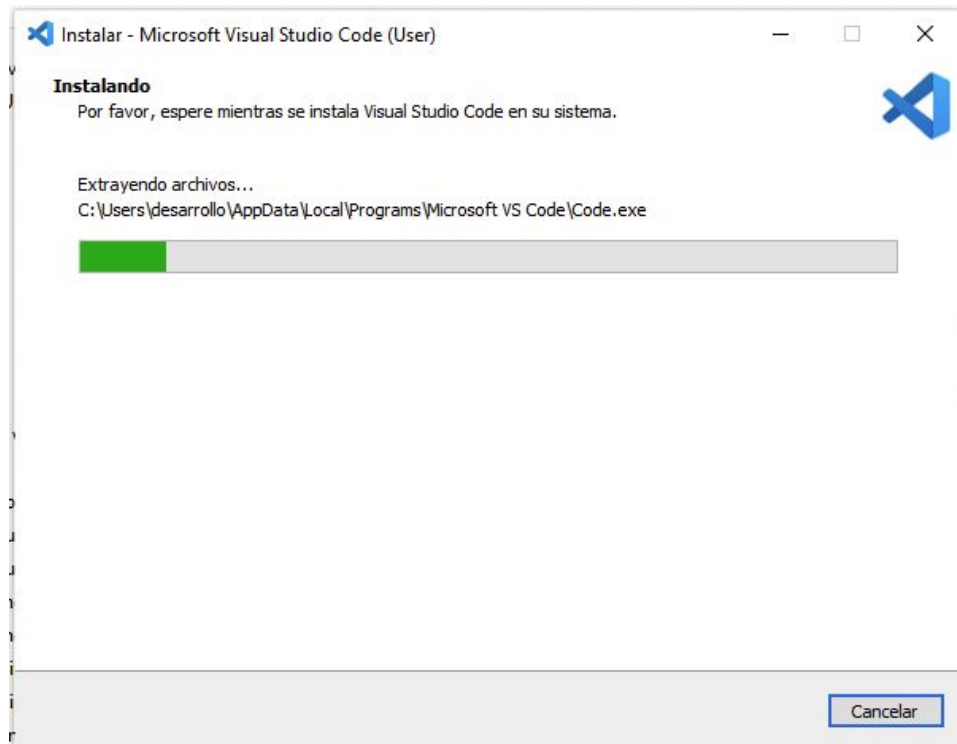 Instalar - Microsoft Visual Studio Code (User)
Instalando
Por favor, espere mientras se instala Visual Studio Code en su sistema.
Extrayendo archivos...
C:\Users\desarrollo\AppData\Local\Programs\Microsoft VS Code\Code.exe
Cancelar